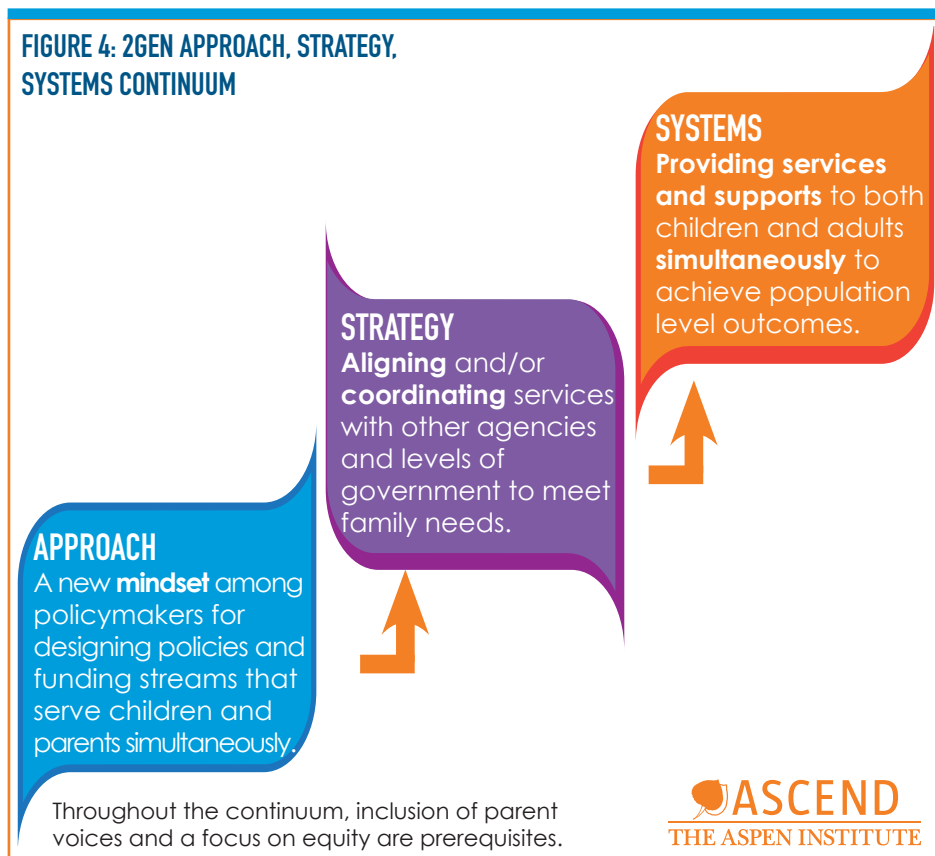 FIGURE 4: 2GEN APPROACH, STRATEGY,
SYSTEMS CONTINUUM
APPROACH
A new mindset among
policymakers for
designing policies and
funding streams that
serve children and
parents simultaneously.
STRATEGY
Aligning and/or
coordinating services
with other agencies
and levels of
government to meet
family needs.
SYSTEMS
Providing services
and supports to both
children and adults
simultaneously to
achieve population
level outcomes.
Throughout the continuum, inclusion of parent
voices and a focus on equity are prerequisites.
ASCEND
THE ASPEN INSTITUTE